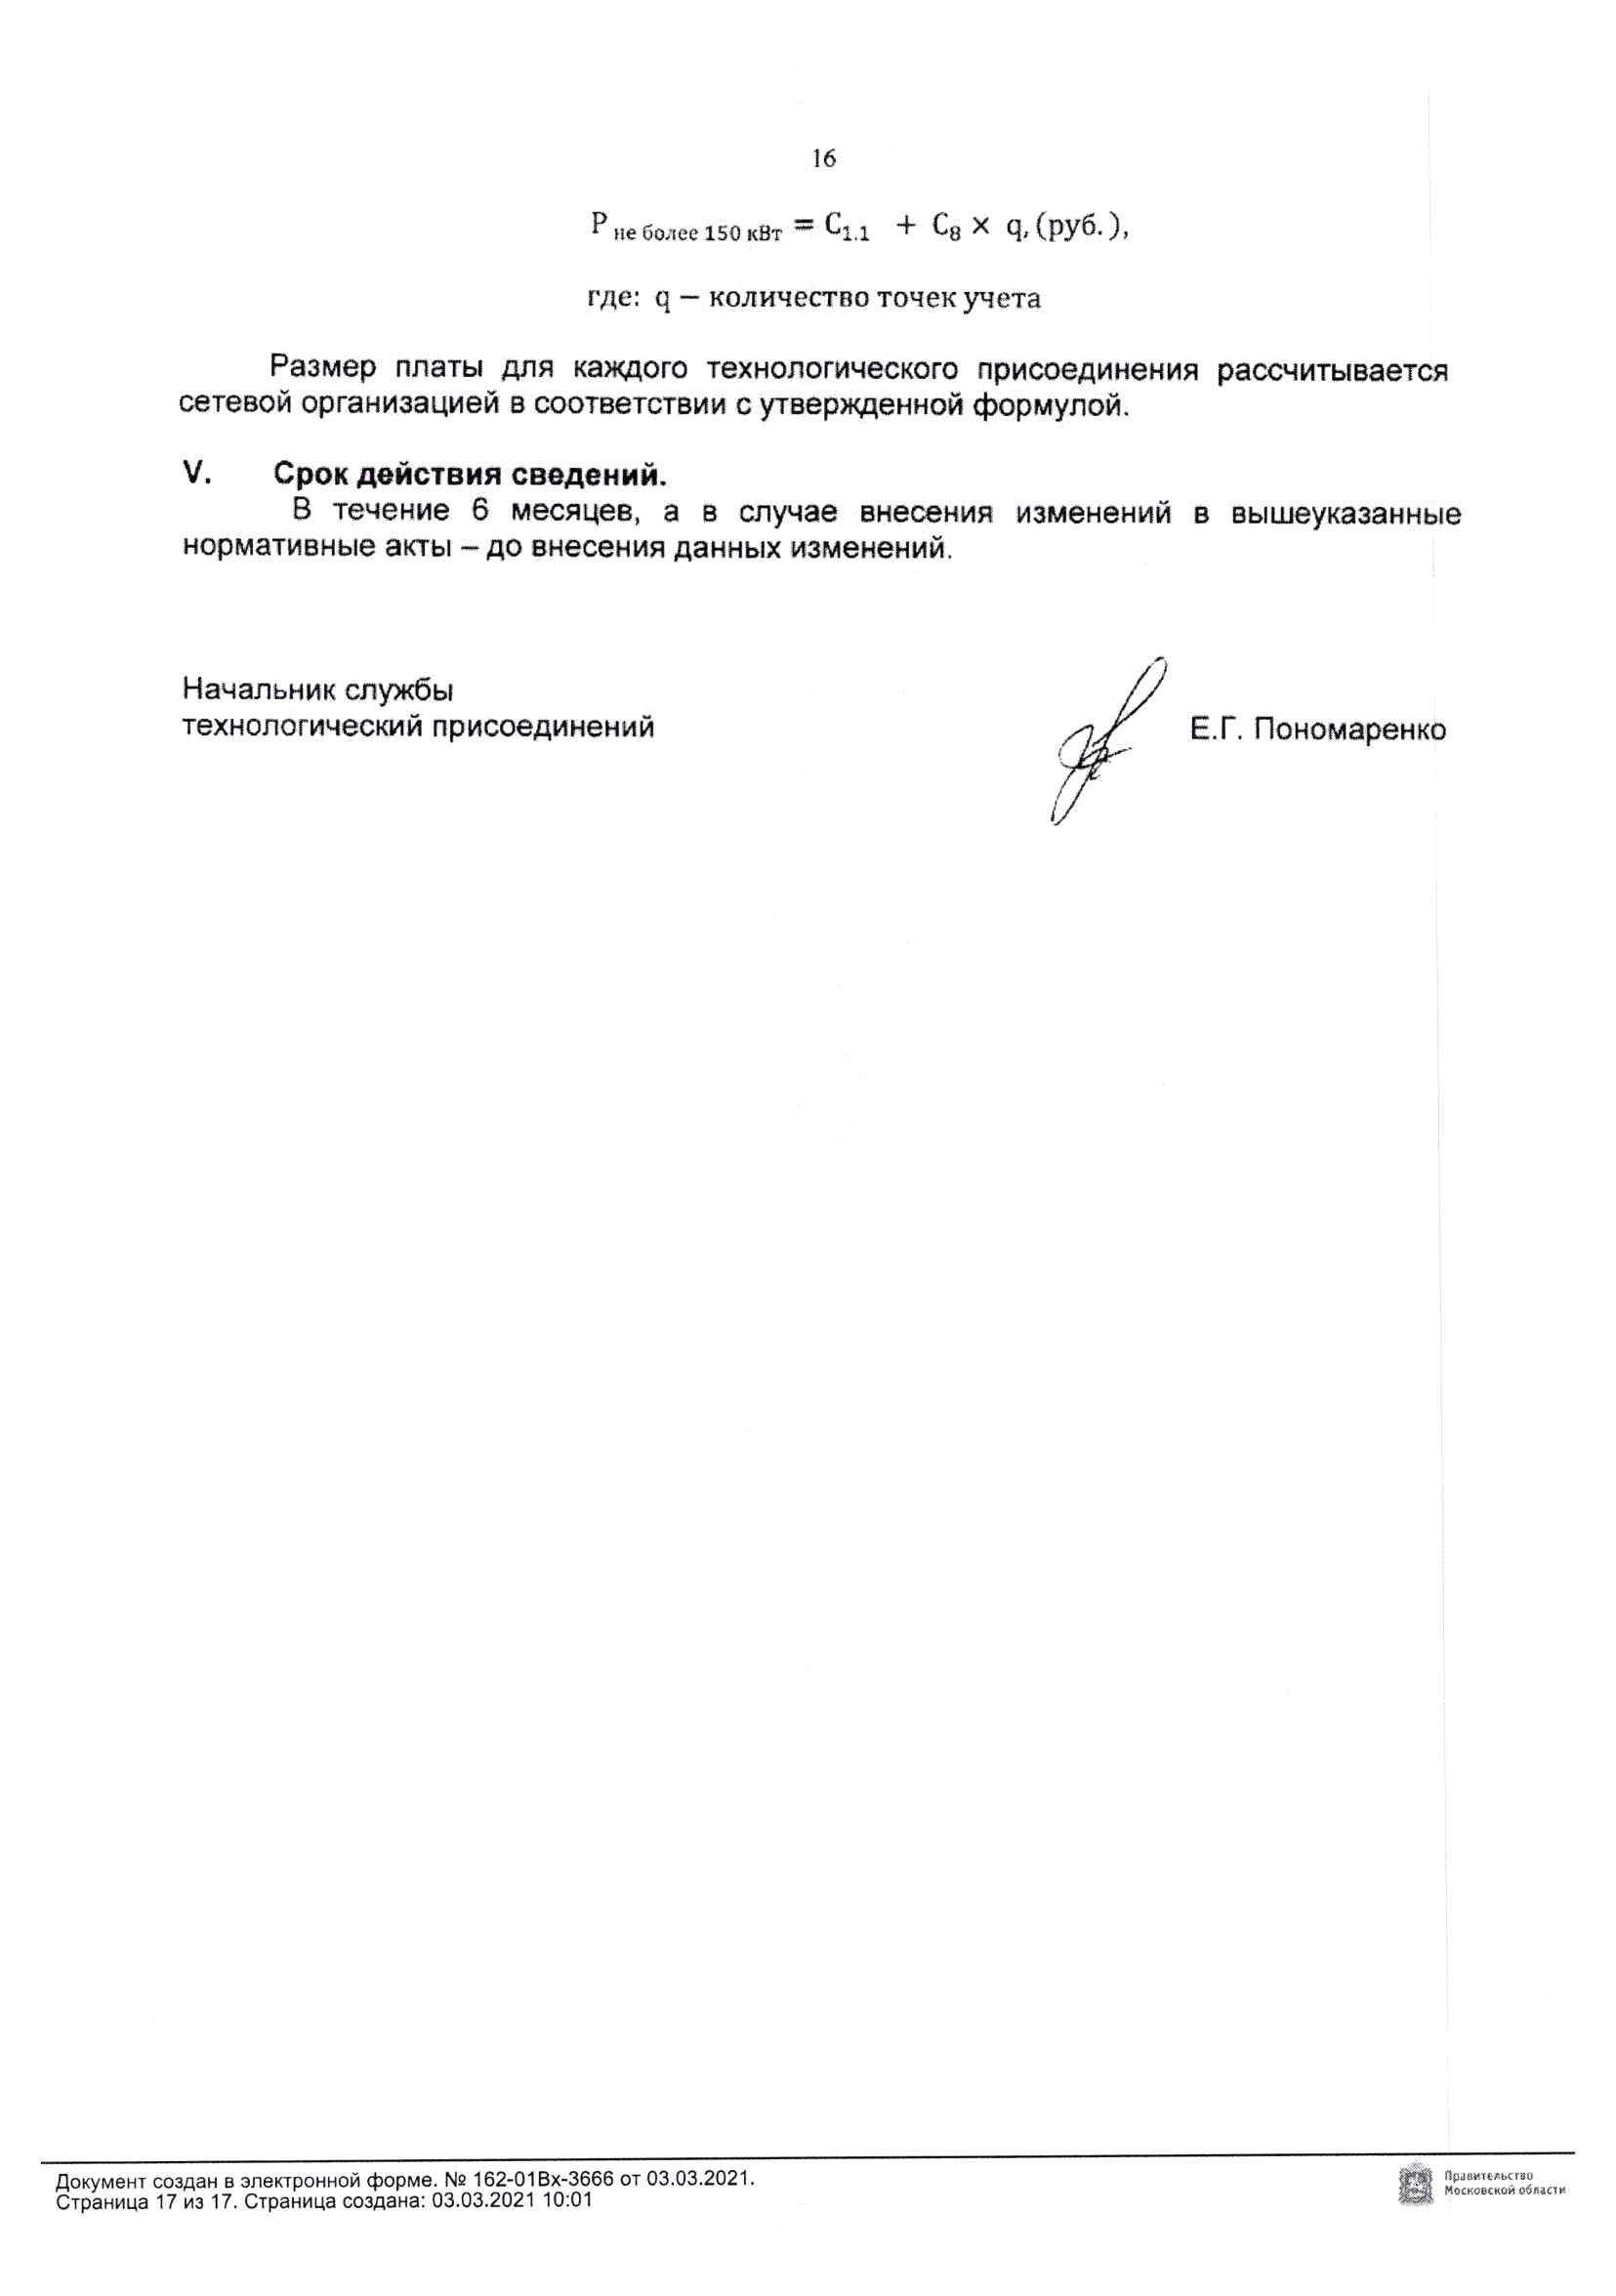 16
P не более 150 кВт = C1.1 + C8 × q, (руб.),
где: q — количество точек учета
Размер платы для каждого технологического присоединения рассчитывается
сетевой организацией в соответствии с утвержденной формулой.
V. Срок действия сведений.
В течение 6 месяцев, а в случае внесения изменений в вышеуказанные
нормативные акты – до внесения данных изменений.
Начальник службы
технологический присоединений
Е.Г. Пономаренко
Документ создан в электронной форме. № 162-01Вх-3666 от 03.03.2021.
Страница 17 из 17. Страница создана: 03.03.2021 10:01
Правительство
Московской области